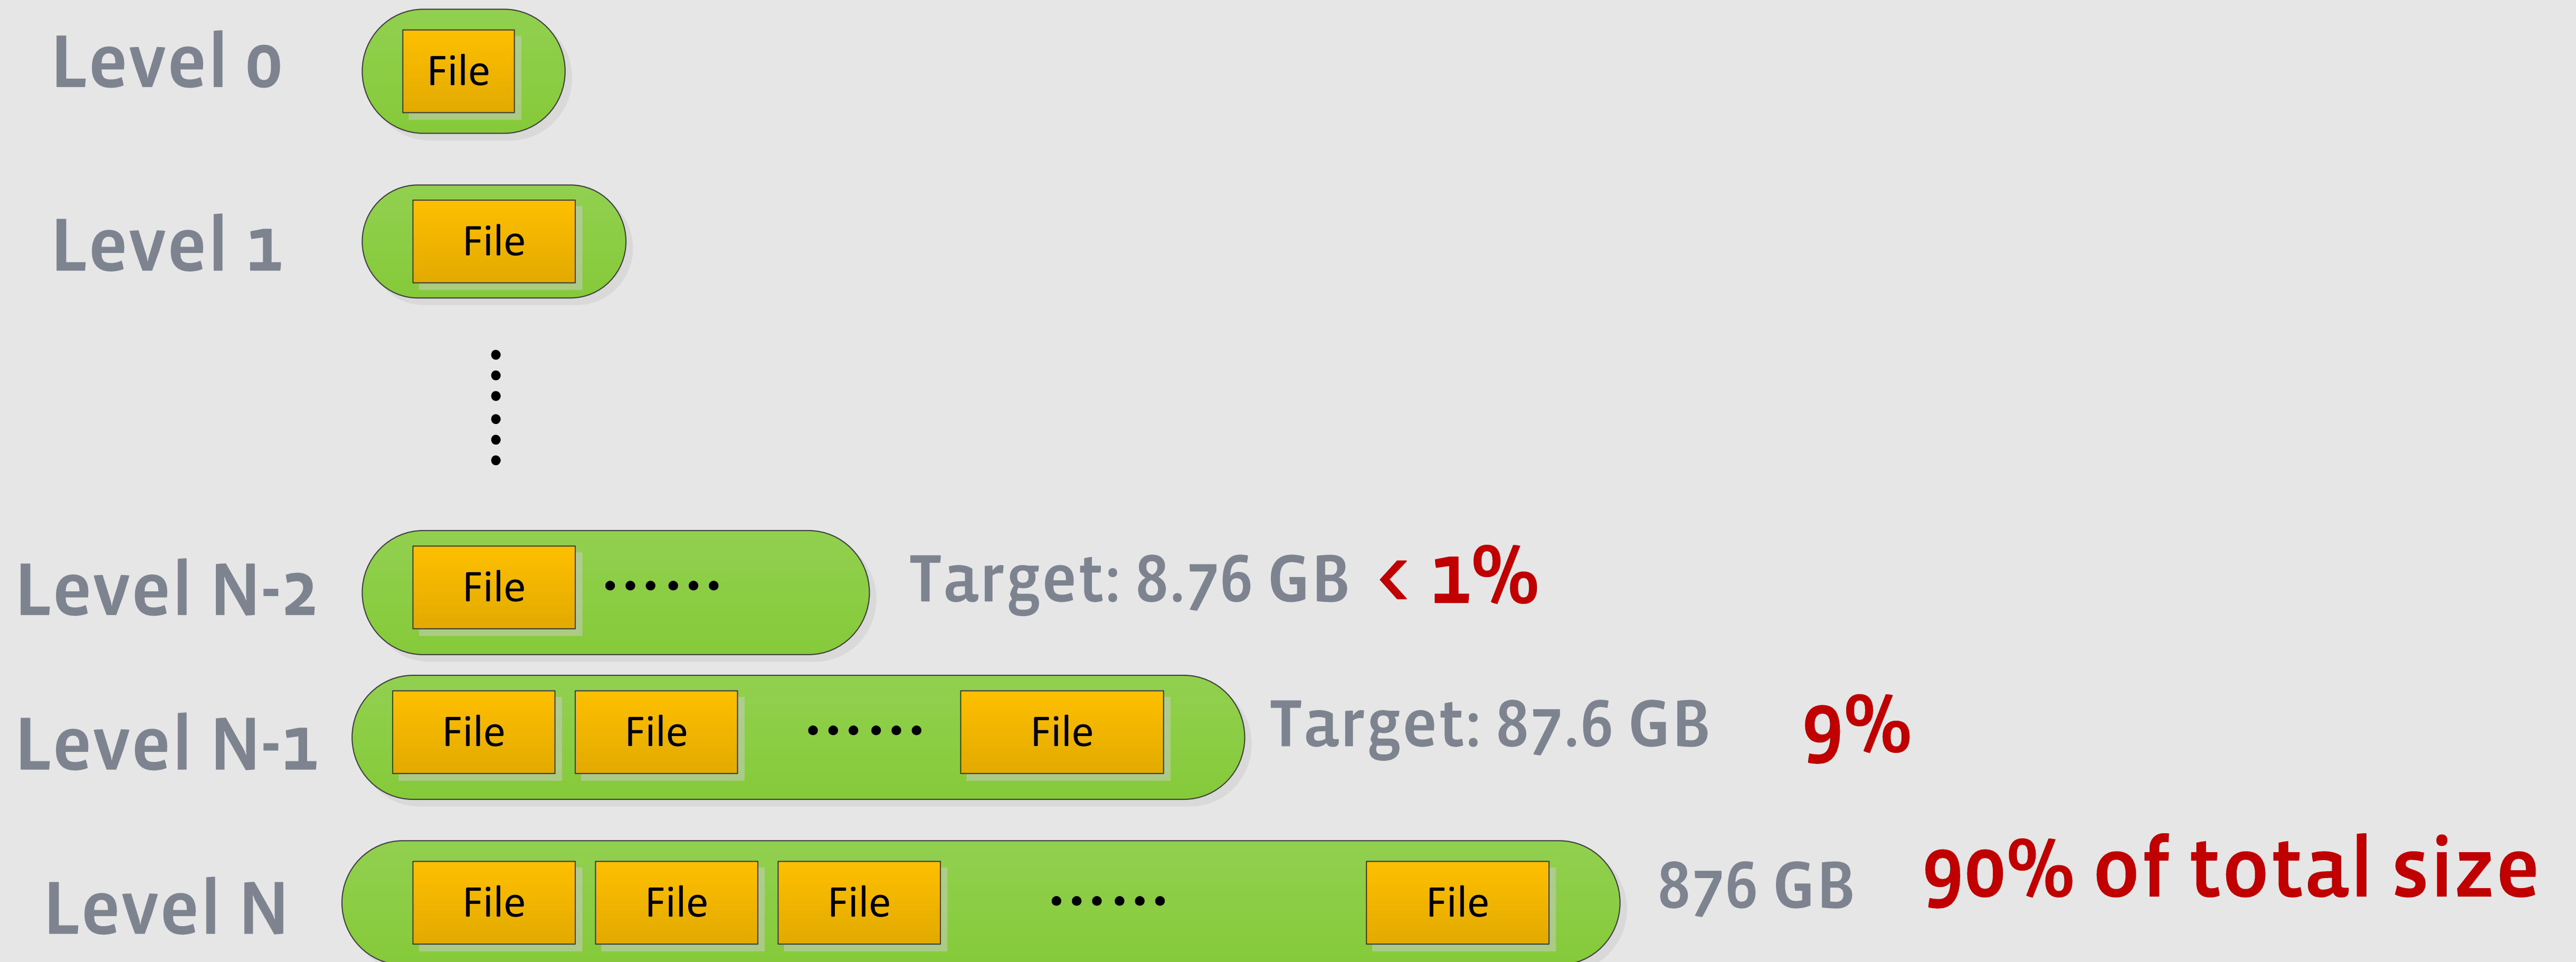 Level 0
File
Level 1
File
Level N-2
File
Target: 8.76 GB
< 1%
Level N-1
File
File
File
Target: 87.6 GB
9%
Level N
File
File
File
File
876 GB
90% of total size